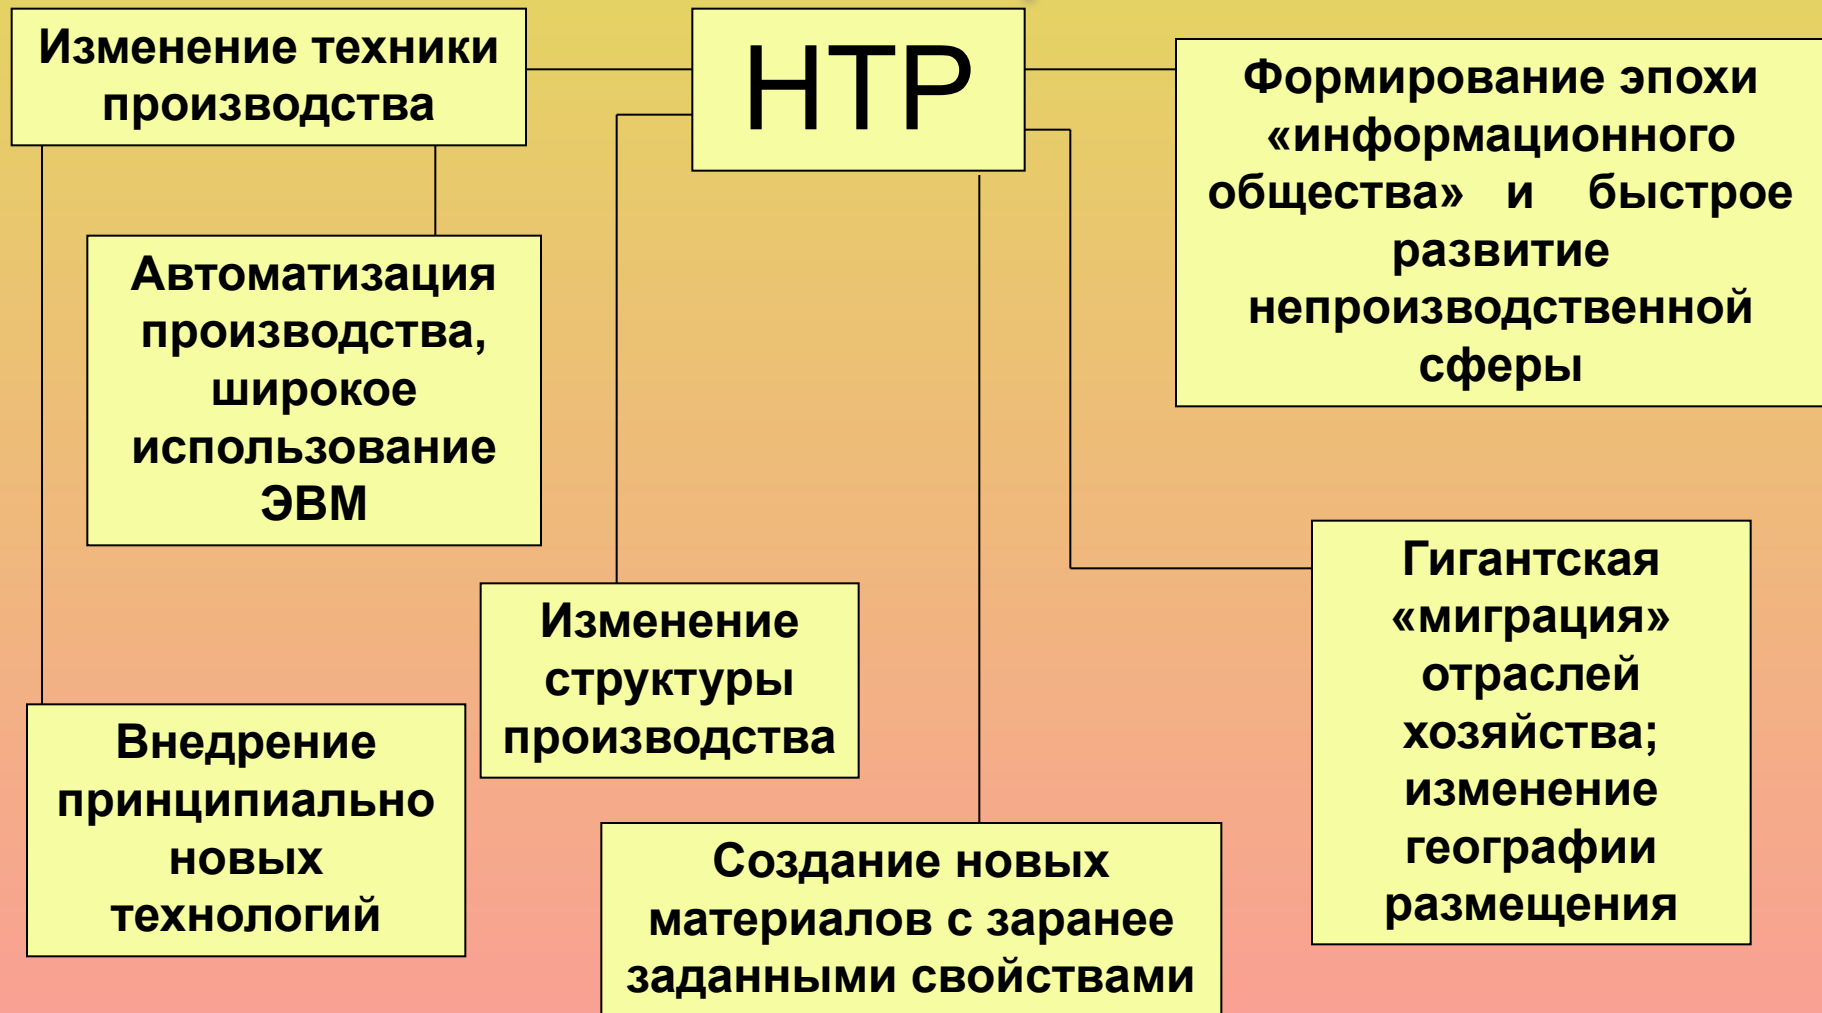 Изменение техники
производства
НТР
Формирование эпохи
«информационного
общества» и быстрое
развитие
непроизводственной
сферы
Автоматизация
производства,
широкое
использование
ЭВМ
Изменение
структуры
производства
Гигантская
«миграция»
отраслей
хозяйства;
изменение
географии
размещения
Внедрение
принципиально
новых
технологий
Создание новых
материалов с заранее
заданными свойствами